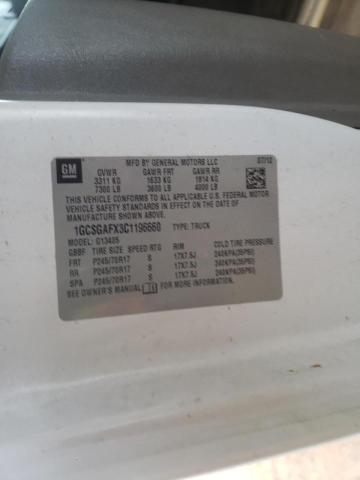 GM MFD BY GENERAL MOTORS LLC 07/12
GVWR GAWR FRT GAWR RR
3311 KG 1633 KG 1814 KG
7300 LB 3600 LB 4000 LB
THIS VEHICLE CONFORMS TO ALL APPLICABLE U.S. FEDERAL MOTOR
VEHICLE SAFETY STANDARDS IN EFFECT ON THE DATE OF
MANUFACTURE SHOWN ABOVE.
1GCSGAFX3C1196660 TYPE: TRUCK
MODEL: G13405
GBBF TIRE SIZE SPEED RTG RIM COLD TIRE PRESSURE
FRT P245/70R17 S 17X7.5J 240KPA(35PSI)
RR P245/70R17 S 17X7.5J 240KPA(35PSI)
SPA P245/70R17 S 17X7.5J 240KPA(35PSI)
SEE OWNER'S MANUAL FOR MORE INFORMATION.